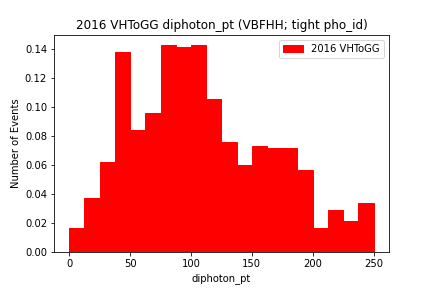 2016 VHToGG diphoton_pt (VBFHH; tight pho_id)
2016 VHToGG
Number of Events
0.14
0.12
0.10
0.08
0.06
0.04
0.02
0.00
0 50 100 150 200 250
diphoton_pt